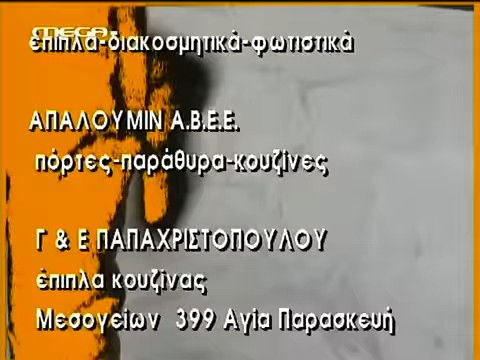 MEGA
έπιπλα-διακοσμητικά-φωτιστικά
ΑΠΑΛΟΥΜΙΝ Α.Β.Ε.Ε.
πόρτες-παράθυρα-κουζίνες
Γ & Ε ΠΑΠΑΧΡΙΣΤΟΠΟΥΛΟΥ
έπιπλα κουζίνας
Μεσογείων 399 Αγία Παρασκευή